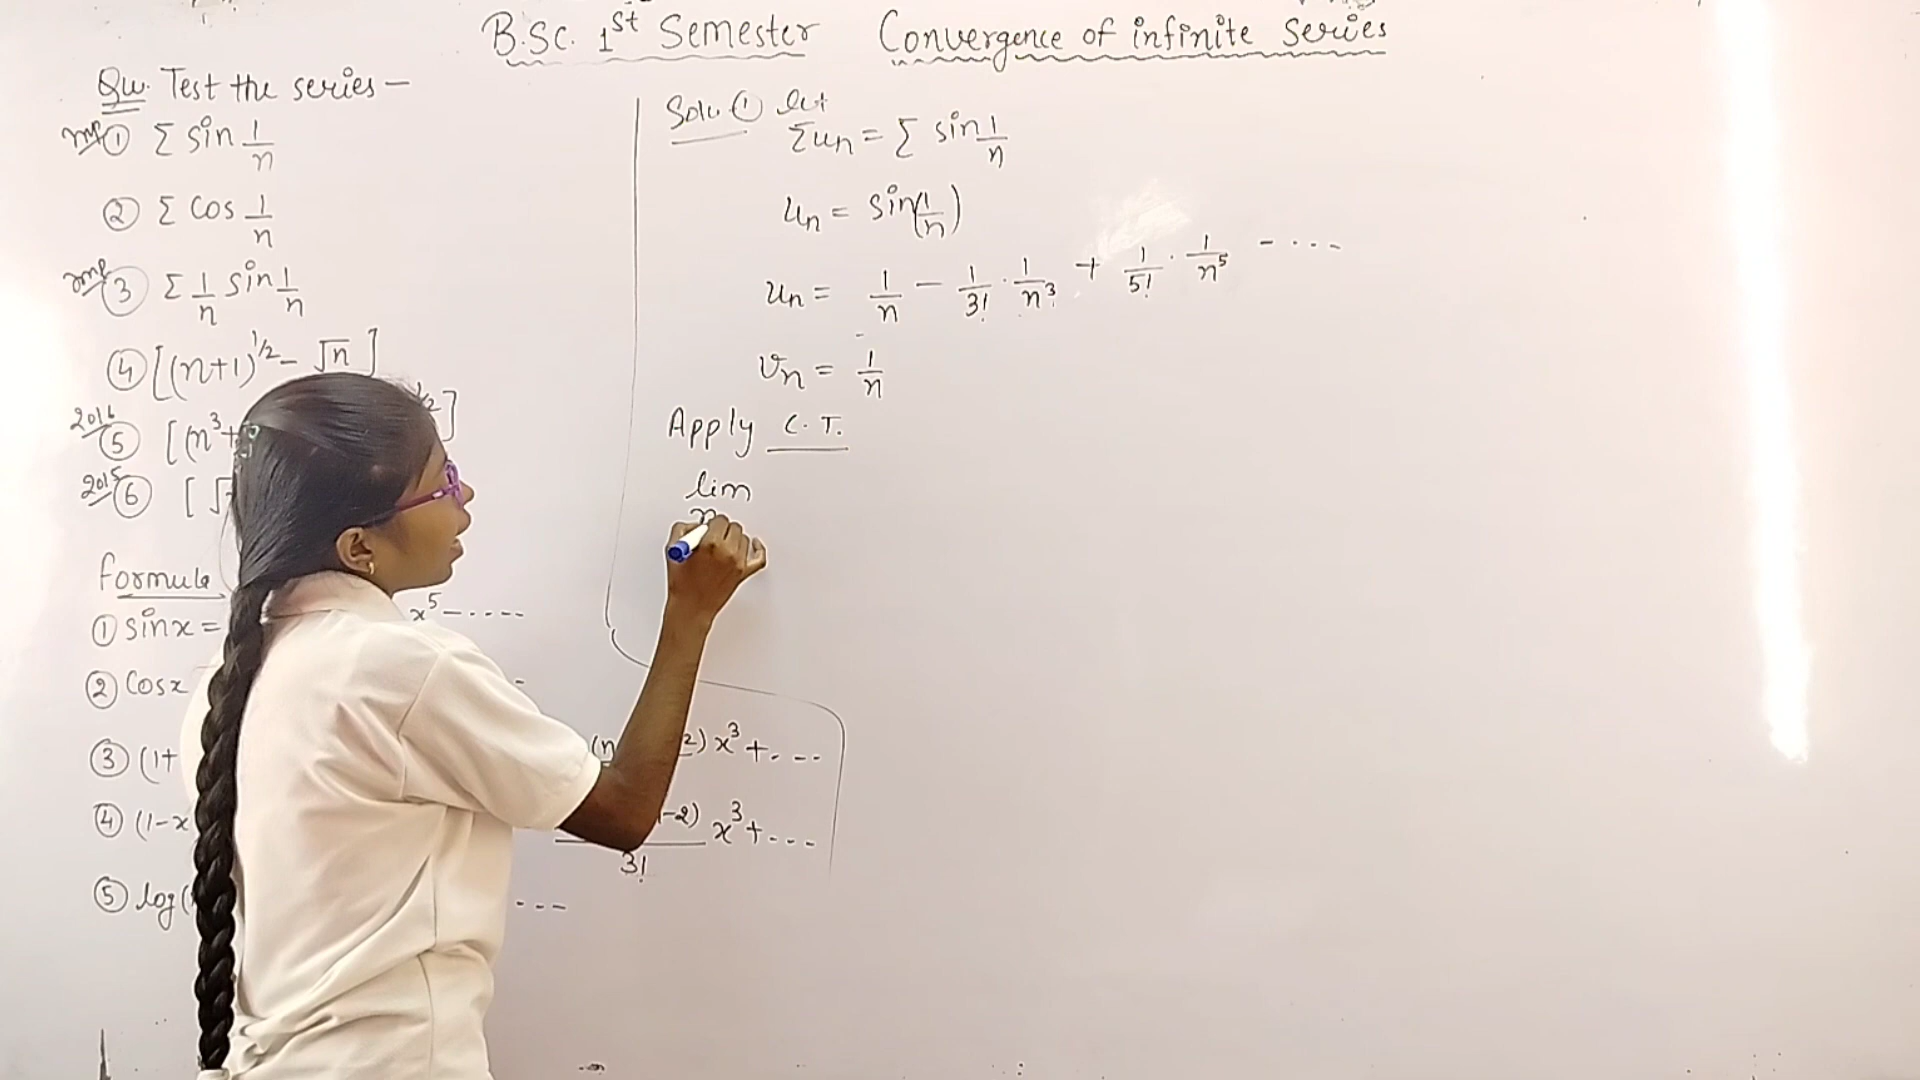 B.Sc. 1st Semester Convergence of infinite Series
Qu. Test the series –
Imp ① Σ sin 1/n
② Σ cos 1/n
Imp ③ Σ 1/n sin 1/n
④ [(n+1)^1/2 – √n]
2016 ⑤ [(n³+ ]
2015 ⑥ [√
formula
① sinx = x⁵ – ----
② Cosx -
③ (1+ (n 2) x³ + ----
④ (1-x -2)/3! x³ + ----
⑤ log( ---
Solu. ① let
Σun = Σ sin 1/n
un = sin(1/n)
un = 1/n – 1/3! · 1/n³ + 1/5! · 1/n⁵ - ....
vn = 1/n
Apply C.T.
lim
n